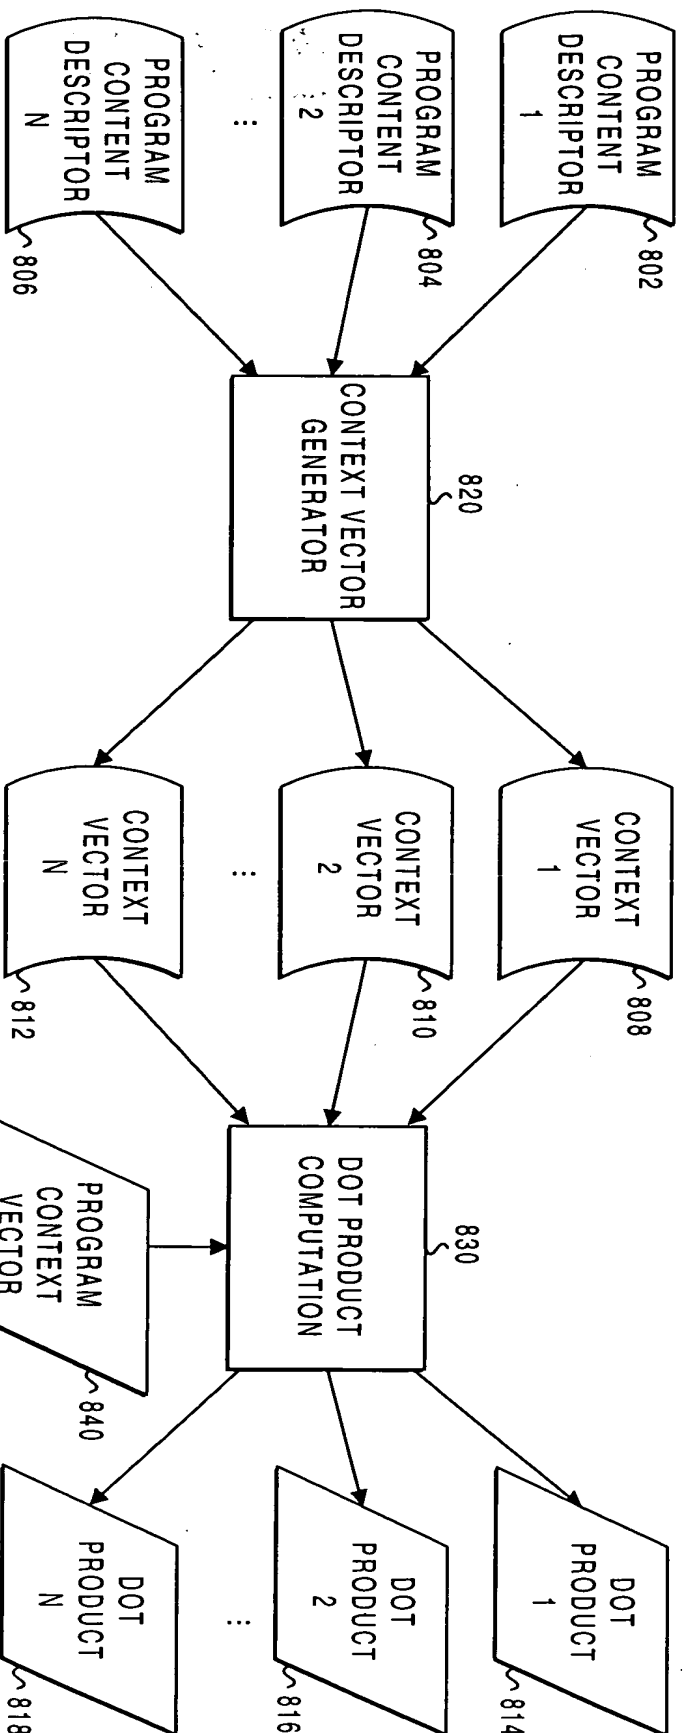 PROGRAM
CONTENT
DESCRIPTOR
1
802
PROGRAM
CONTENT
DESCRIPTOR
2
804
⋮
PROGRAM
CONTENT
DESCRIPTOR
N
806
820
CONTEXT VECTOR
GENERATOR
CONTEXT
VECTOR
1
808
CONTEXT
VECTOR
2
810
⋮
CONTEXT
VECTOR
N
812
830
DOT PRODUCT
COMPUTATION
PROGRAM
CONTEXT
VECTOR
840
DOT
PRODUCT
1
814
DOT
PRODUCT
2
816
⋮
DOT
PRODUCT
N
818